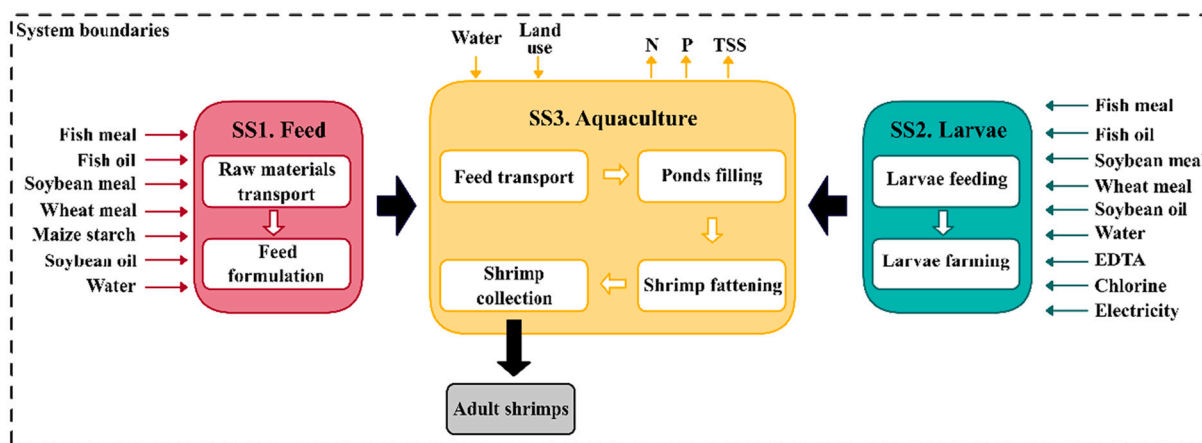 System boundaries
Water
Land
use
N
P
TSS
SS1. Feed
Fish meal
Fish oil
Soybean meal
Wheat meal
Maize starch
Soybean oil
Water
Raw materials
transport
Feed
formulation
SS3. Aquaculture
Feed transport
Ponds filling
Shrimp
collection
Shrimp fattening
Adult shrimps
SS2. Larvae
Larvae feeding
Larvae farming
Fish meal
Fish oil
Soybean meal
Wheat meal
Soybean oil
Water
EDTA
Chlorine
Electricity